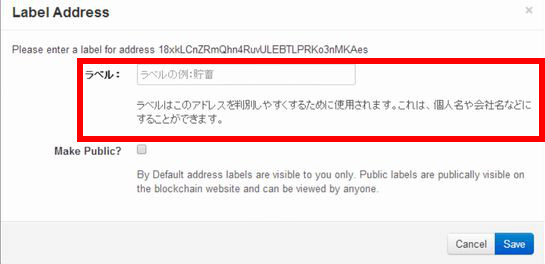 Label Address ×
Please enter a label for address 18xkLCnZRmQhn4RuvULEBTLPRKo3nMKAes
ラベル： ラベルの例:貯蓄
ラベルはこのアドレスを判別しやすくするために使用されます。これは、個人名や会社名などに
することができます。
Make Public?
By Default address labels are visible to you only. Public labels are publically visible on
the blockchain website and can be viewed by anyone.
Cancel Save